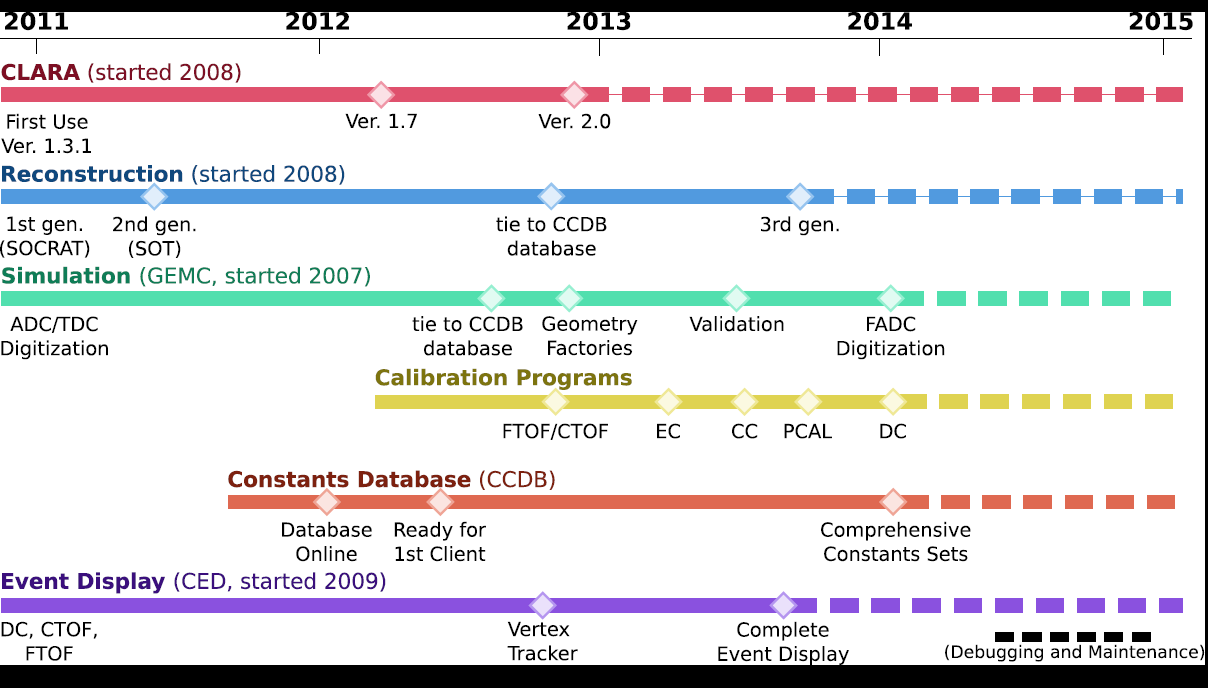 2011 2012 2013 2014 2015
CLARA (started 2008)
First Use Ver. 1.7 Ver. 2.0
Ver. 1.3.1
Reconstruction (started 2008)
1st gen. 2nd gen. tie to CCDB 3rd gen.
(SOCRAT) (SOT) database
Simulation (GEMC, started 2007)
ADC/TDC tie to CCDB Geometry Validation FADC
Digitization database Factories Digitization
Calibration Programs
FTOF/CTOF EC CC PCAL DC
Constants Database (CCDB)
Database Ready for Comprehensive
Online 1st Client Constants Sets
Event Display (CED, started 2009)
DC, CTOF, Vertex Complete
FTOF Tracker Event Display (Debugging and Maintenance)